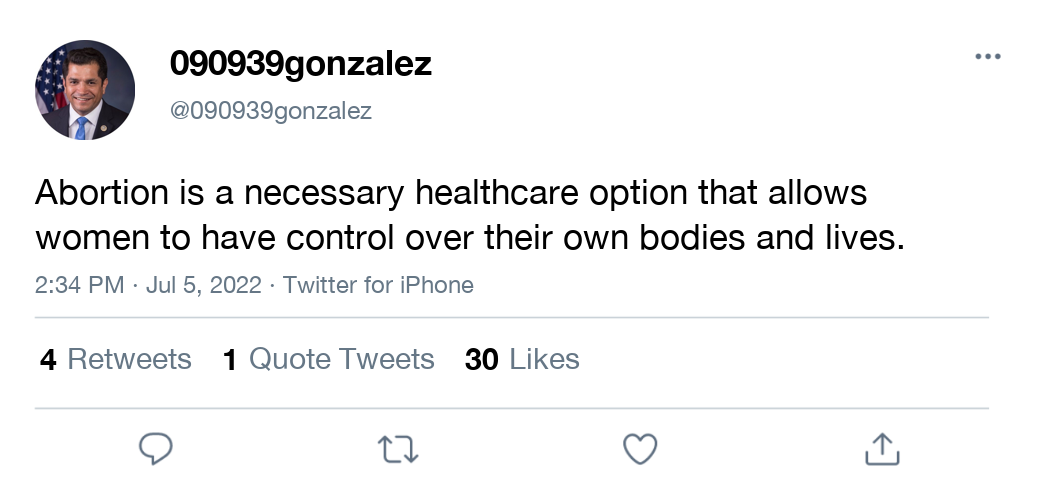 090939gonzalez
@090939gonzalez
Abortion is a necessary healthcare option that allows
women to have control over their own bodies and lives.
2:34 PM · Jul 5, 2022 · Twitter for iPhone
4 Retweets 1 Quote Tweets 30 Likes